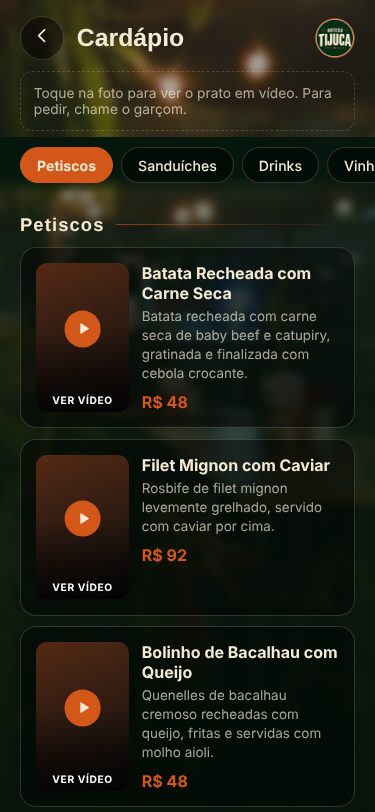 Cardápio
BOTECO
TIJUCA
Toque na foto para ver o prato em vídeo. Para
pedir, chame o garçom.
Petiscos
Sanduíches
Drinks
Vinh
Petiscos
Batata Recheada com
Carne Seca
Batata recheada com carne
seca de baby beef e catupiry,
gratinada e finalizada com
cebola crocante.
R$ 48
VER VÍDEO
Filet Mignon com Caviar
Rosbife de filet mignon
levemente grelhado, servido
com caviar por cima.
R$ 92
VER VÍDEO
Bolinho de Bacalhau com
Queijo
Quenelles de bacalhau
cremoso recheadas com
queijo, fritas e servidas com
molho aioli.
R$ 48
VER VÍDEO